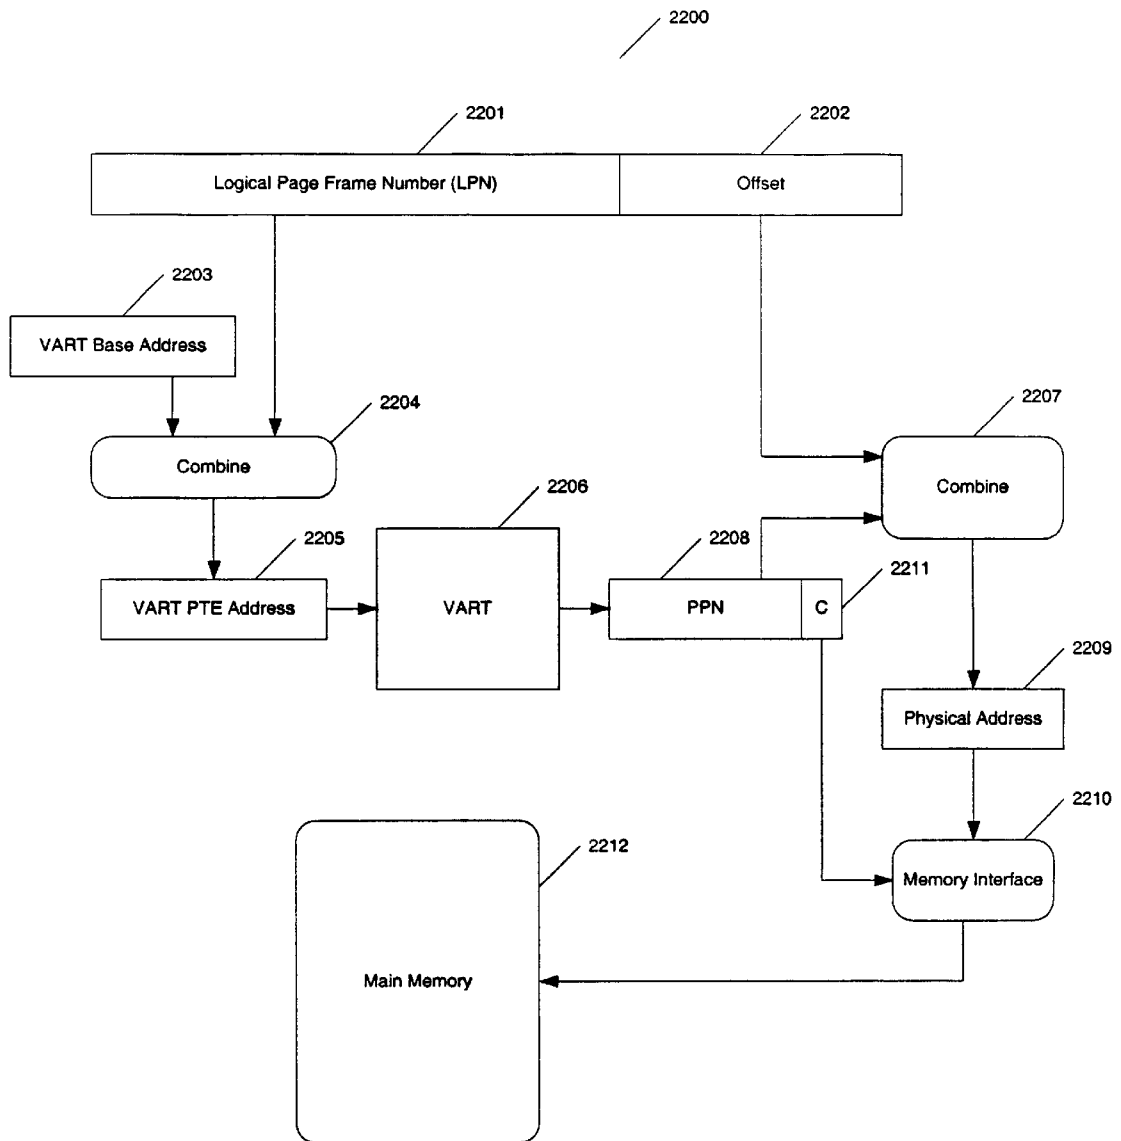 2200
2201
2202
Logical Page Frame Number (LPN)
Offset
2203
VART Base Address
2204
2207
Combine
Combine
2206
2205
2208
2211
VART PTE Address
VART
PPN
C
2209
Physical Address
2210
2212
Memory Interface
Main Memory